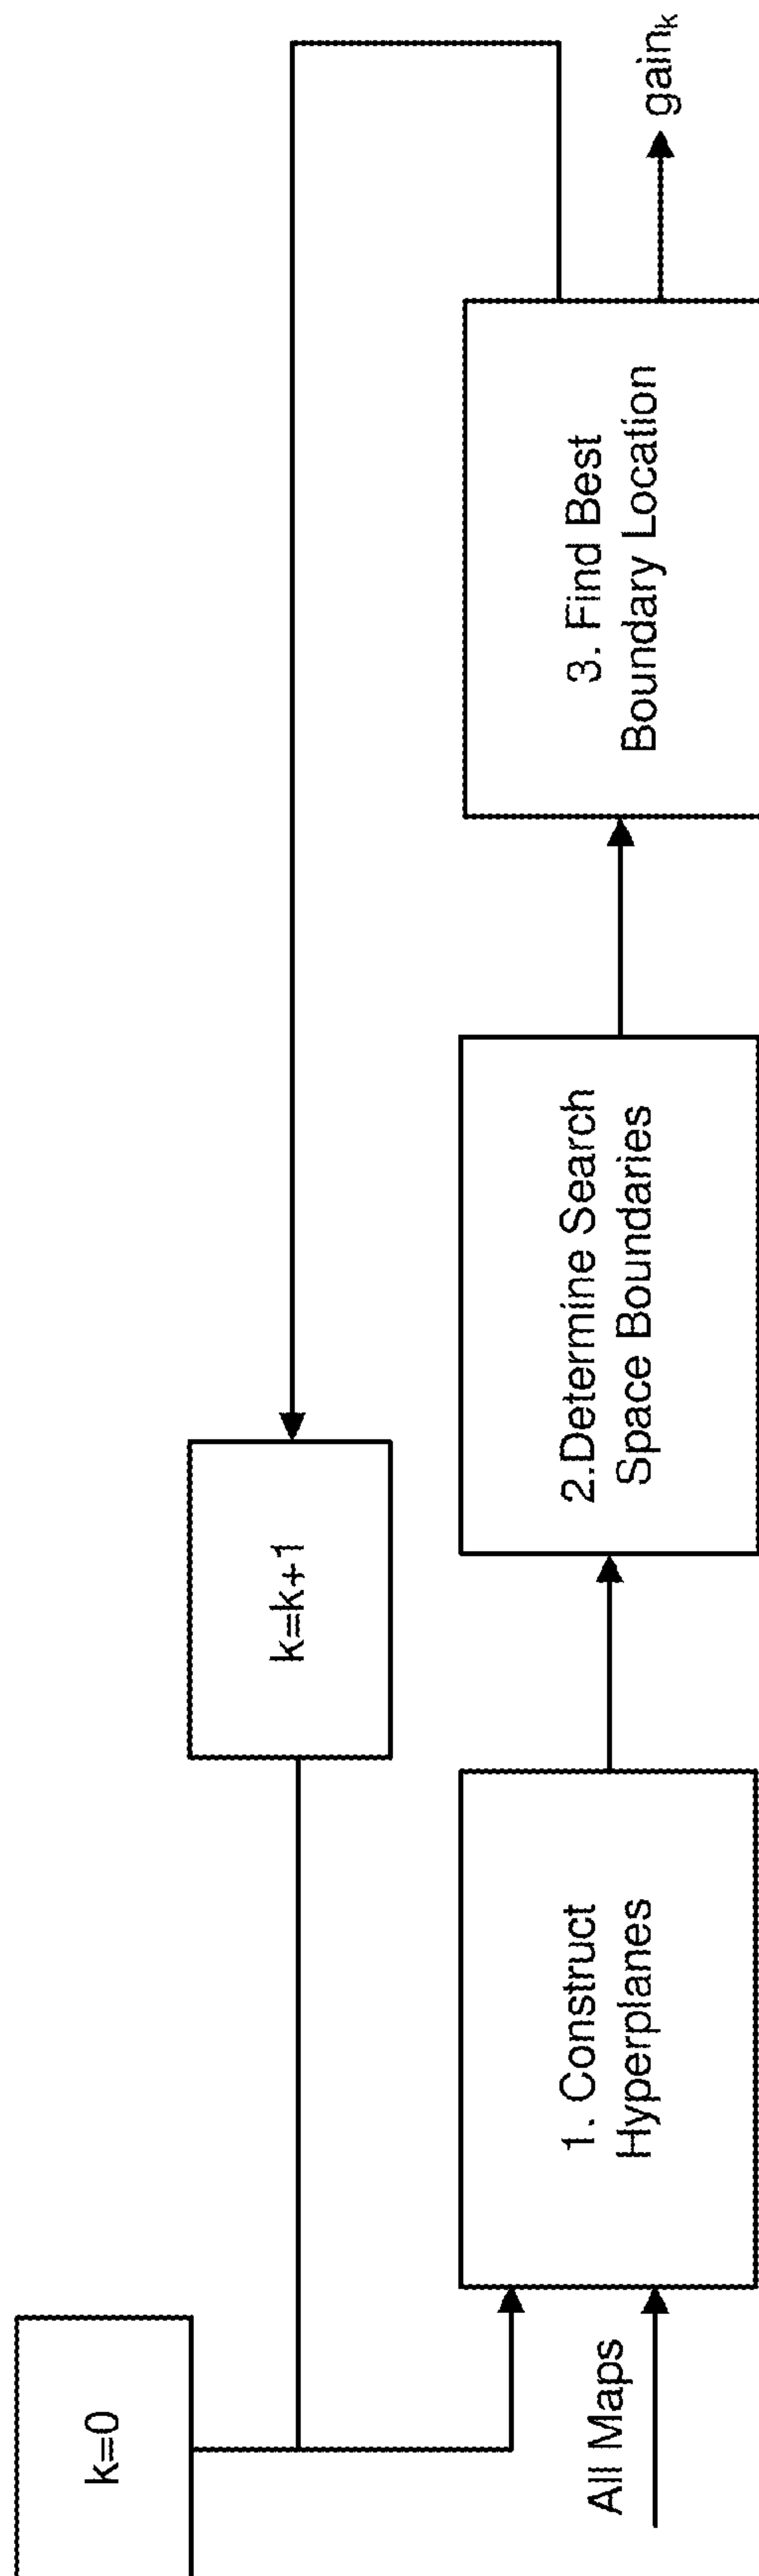 k=0
k=k+1
All Maps
1. Construct
Hyperplanes
2.Determine Search
Space Boundaries
3. Find Best
Boundary Location
gainₖ